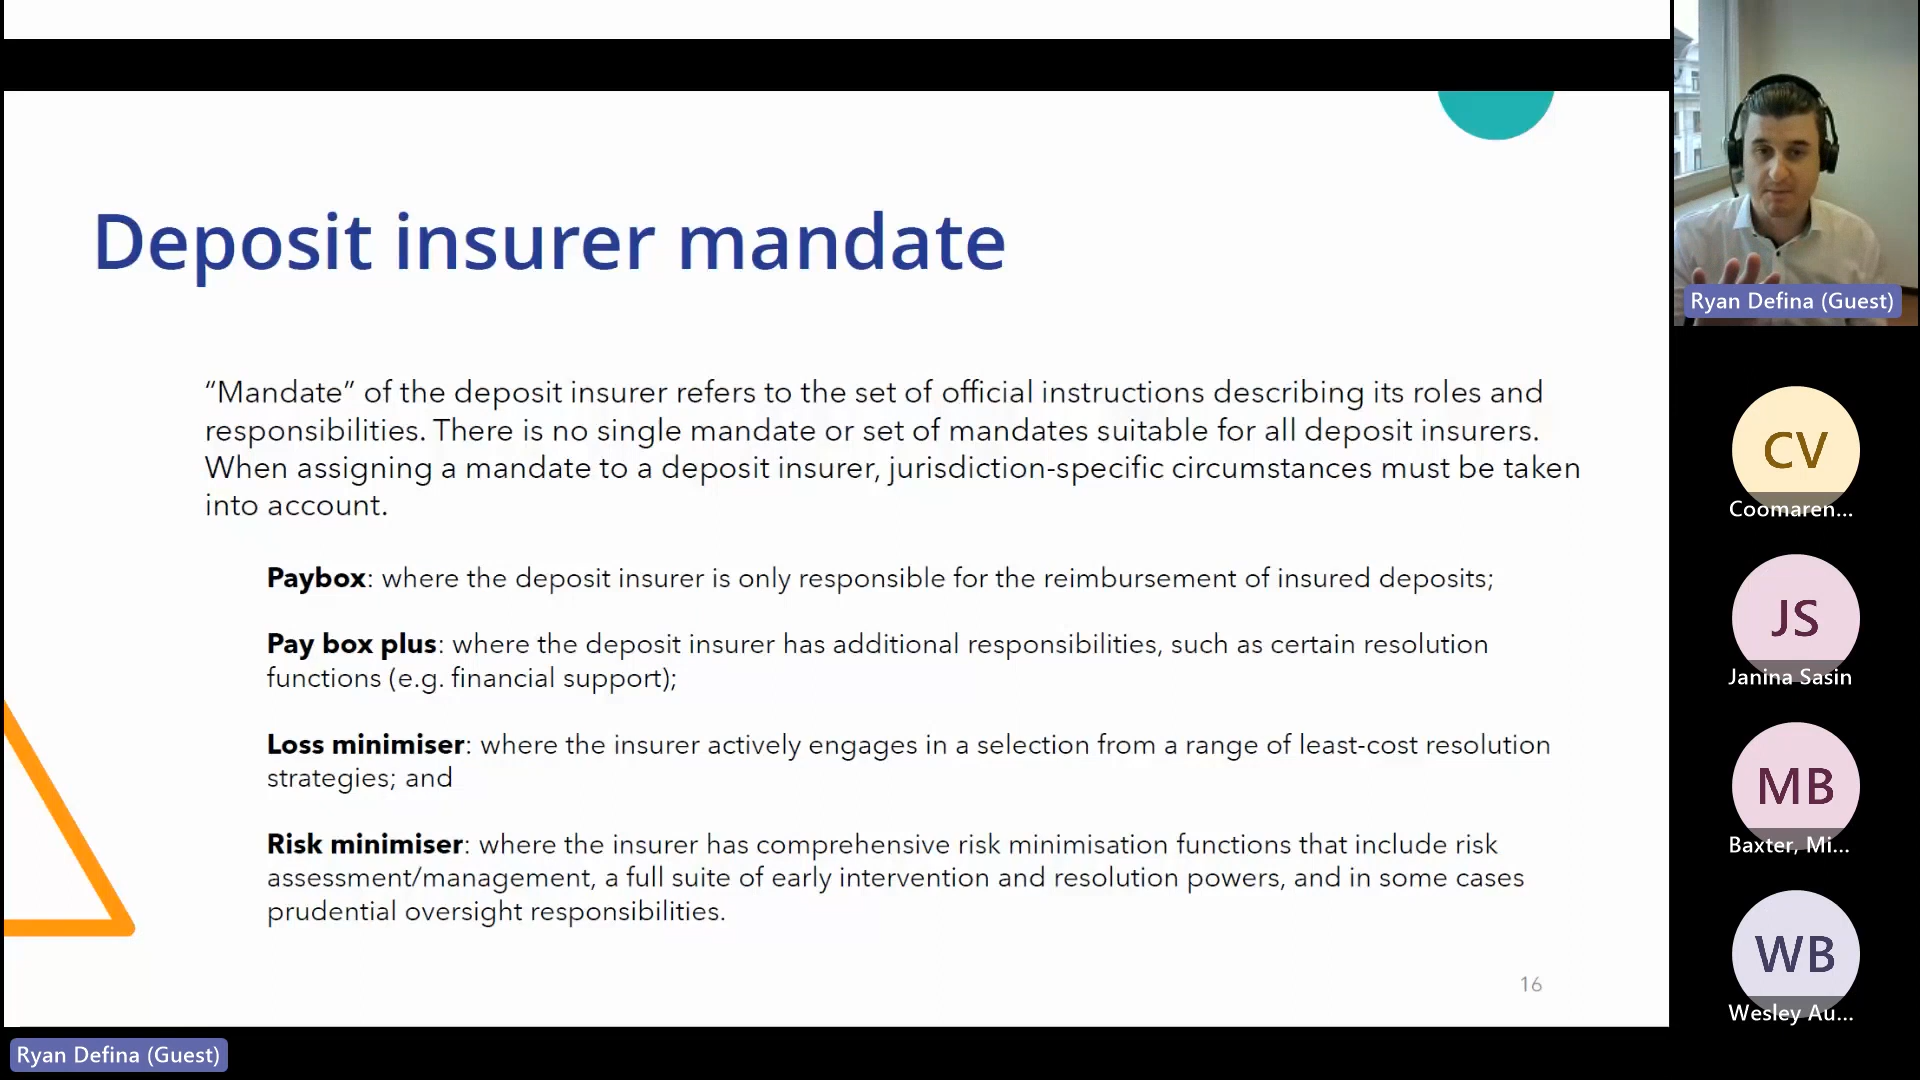 Deposit insurer mandate
“Mandate” of the deposit insurer refers to the set of official instructions describing its roles and
responsibilities. There is no single mandate or set of mandates suitable for all deposit insurers.
When assigning a mandate to a deposit insurer, jurisdiction-specific circumstances must be taken
into account.
Paybox: where the deposit insurer is only responsible for the reimbursement of insured deposits;
Pay box plus: where the deposit insurer has additional responsibilities, such as certain resolution
functions (e.g. financial support);
Loss minimiser: where the insurer actively engages in a selection from a range of least-cost resolution
strategies; and
Risk minimiser: where the insurer has comprehensive risk minimisation functions that include risk
assessment/management, a full suite of early intervention and resolution powers, and in some cases
prudential oversight responsibilities.
16
Ryan Defina (Guest)
Ryan Defina (Guest)
CV
Coomaren...
JS
Janina Sasin
MB
Baxter, Mi...
WB
Wesley Au...